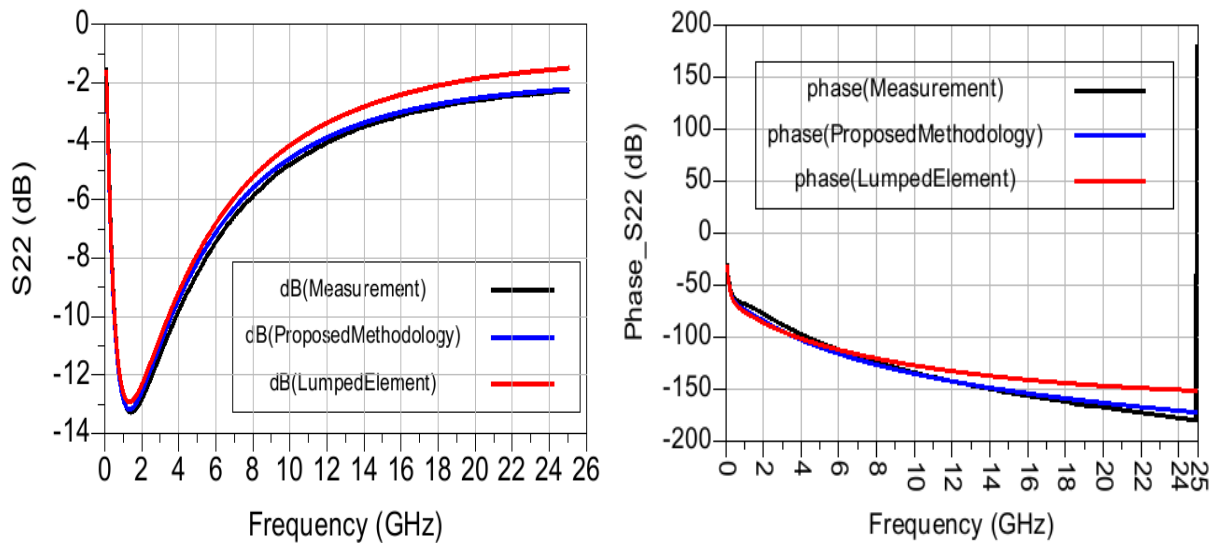 0
-2
-4
-6
-8
-10
-12
-14
S22 (dB)
dB(Measurement)
dB(ProposedMethodology)
dB(LumpedElement)
0 2 4 6 8 10 12 14 16 18 20 22 24 26
Frequency (GHz)
200
150
100
50
0
-50
-100
-150
-200
Phase_S22 (dB)
phase(Measurement)
phase(ProposedMethodology)
phase(LumpedElement)
0 2 4 6 8 10 12 14 16 18 20 22 24 25
Frequency (GHz)